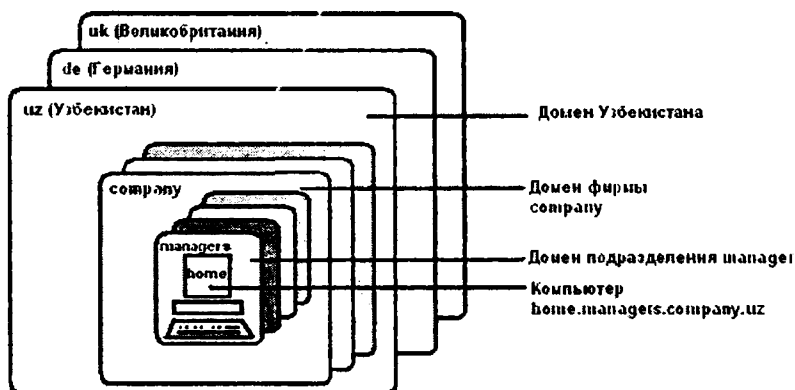 uk (Великобритания)
de (Германия)
uz (Узбекистан)
Домен Узбекистана
company
Домен фирмы
company
managers
home
Домен подразделения manager
Компьютер
home.managers.company.uz